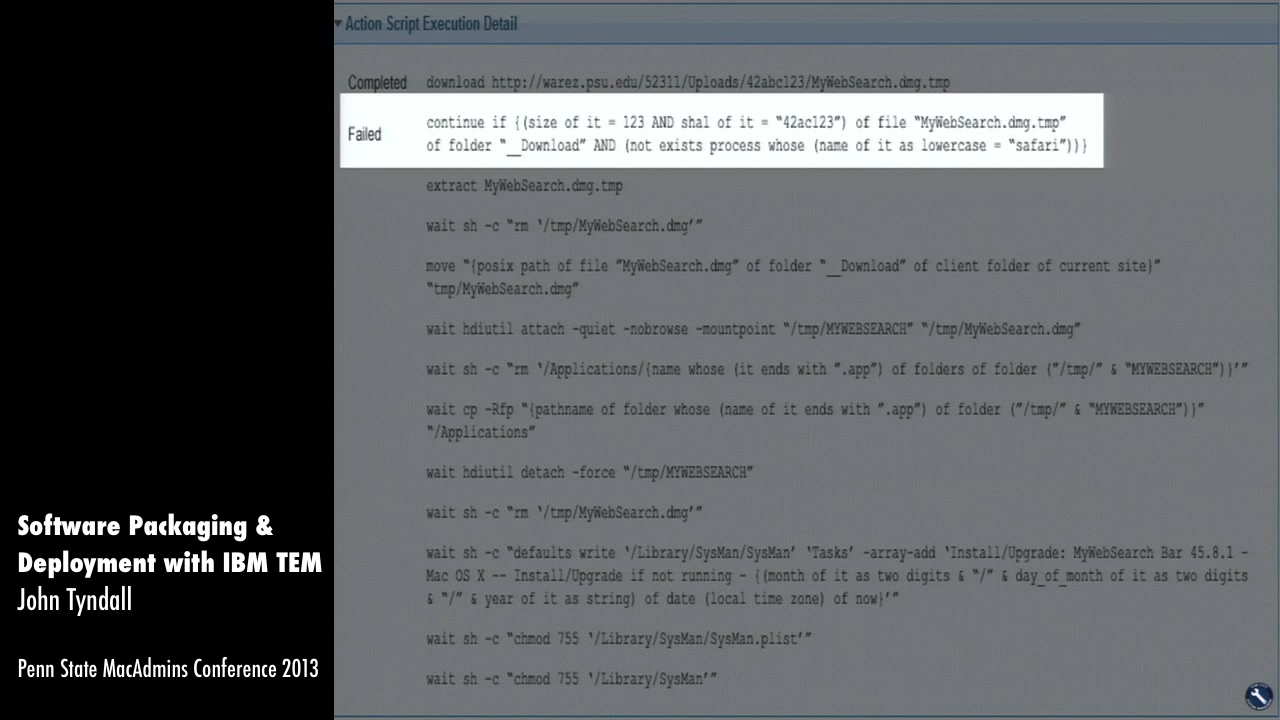 Action Script Execution Detail
Completed download http://warez.psu.edu/52311/Uploads/42abc123/MyWebSearch.dmg.tmp
Failed
continue if {(size of it = 123 AND sha1 of it = “42ac123”) of file “MyWebSearch.dmg.tmp”
of folder “__Download” AND (not exists process whose (name of it as lowercase = “safari”))}
extract MyWebSearch.dmg.tmp
wait sh -c “rm ‘/tmp/MyWebSearch.dmg’”
move “{posix path of file “MyWebSearch.dmg” of folder “__Download” of client folder of current site}”
“tmp/MyWebSearch.dmg”
wait hdiutil attach -quiet -nobrowse -mountpoint “/tmp/MYWEBSEARCH” “/tmp/MyWebSearch.dmg”
wait sh -c “rm ‘/Applications/{name whose (it ends with “.app”) of folders of folder (“/tmp/” & “MYWEBSEARCH”)}’”
wait cp -Rfp “{pathname of folder whose (name of it ends with “.app”) of folder (“/tmp/” & “MYWEBSEARCH”)}”
“/Applications”
wait hdiutil detach -force “/tmp/MYWEBSEARCH”
wait sh -c “rm ‘/tmp/MyWebSearch.dmg’”
wait sh -c “defaults write ‘/Library/SysMan/SysMan’ ‘Tasks’ -array-add ‘Install/Upgrade: MyWebSearch Bar 45.8.1 -
Mac OS X -- Install/Upgrade if not running - {(month of it as two digits & “/” & day_of_month of it as two digits
& “/” & year of it as string) of date (local time zone) of now}’”
wait sh -c “chmod 755 ‘/Library/SysMan/SysMan.plist’”
wait sh -c “chmod 755 ‘/Library/SysMan’”
Software Packaging &
Deployment with IBM TEM
John Tyndall
Penn State MacAdmins Conference 2013